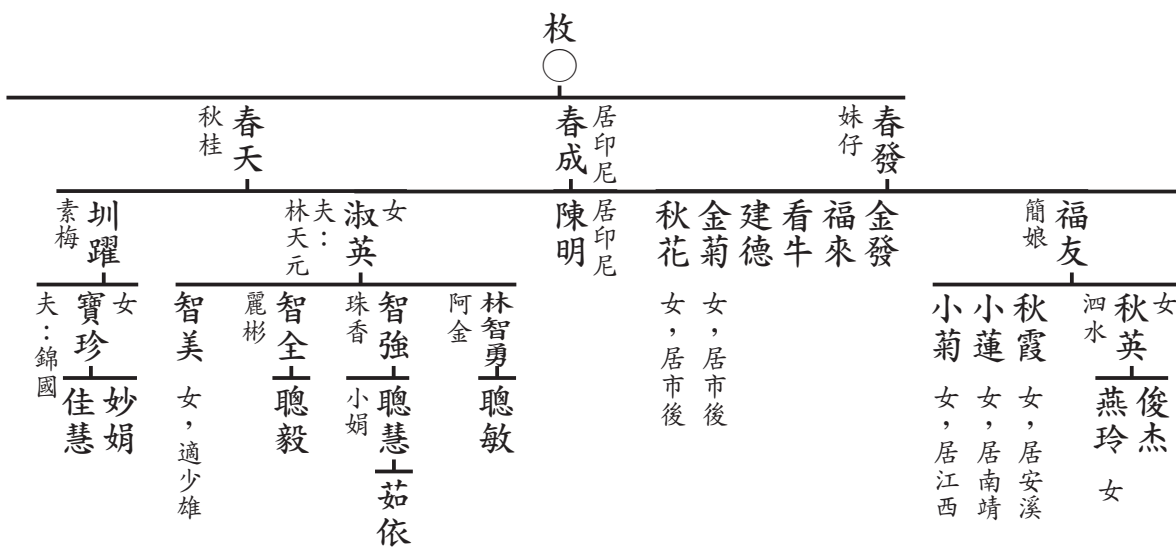 枚
春發
妹仔
春成
居印尼
春天
秋桂
福友
簡娘
金發
福來
看牛
建德
金菊 女，居市後
秋花 女，居市後
陳明
居印尼
淑英
女
夫：林天元
圳躍
素梅
秋英
女
泗水
秋霞 女，居安溪
小蓮 女，居南靖
小菊 女，居江西
林智勇
阿金
智強
珠香
智全
麗彬
智美 女，適少雄
寶珍
女
夫：錦國
俊杰
燕玲 女
聰敏
聰慧
小娟
聰毅
妙娟
佳慧
茹依